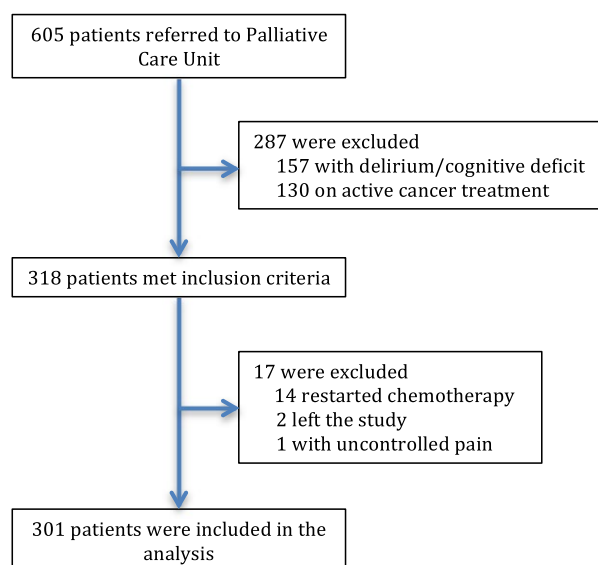 605 patients referred to Palliative
Care Unit
287 were excluded
157 with delirium/cognitive deficit
130 on active cancer treatment
318 patients met inclusion criteria
17 were excluded
14 restarted chemotherapy
2 left the study
1 with uncontrolled pain
301 patients were included in the
analysis